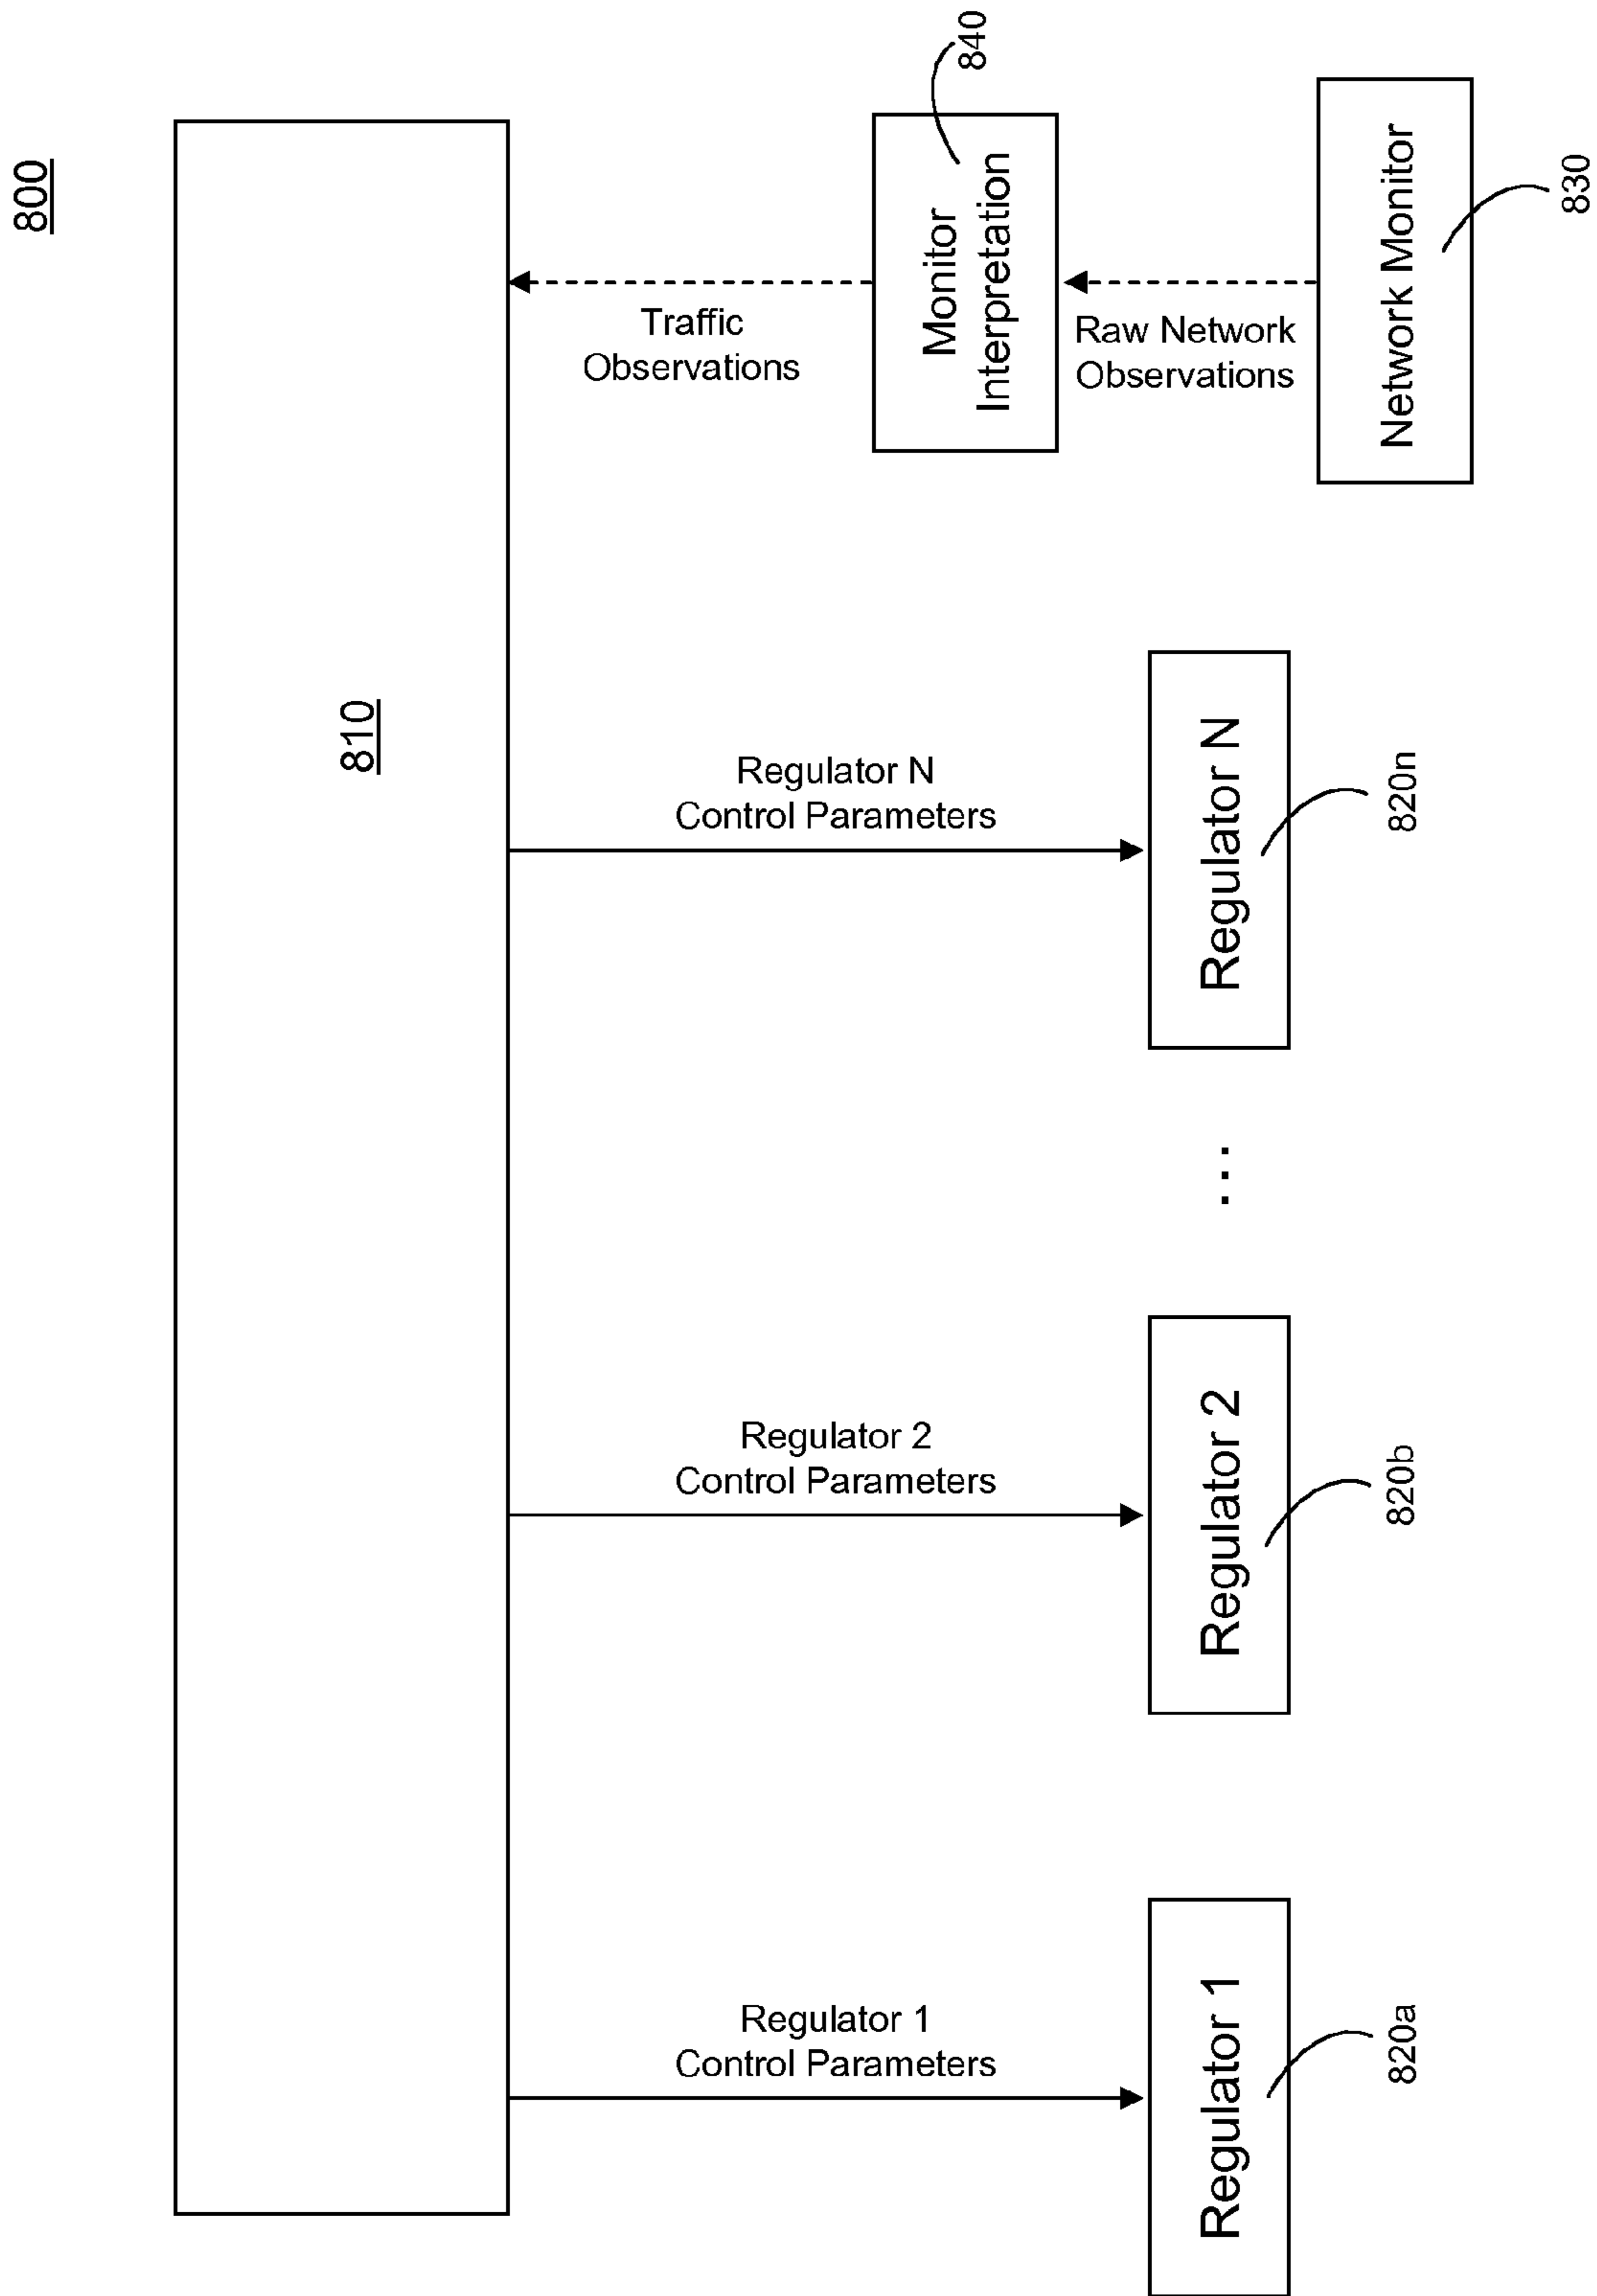 800
810
Regulator 1
Control Parameters
Regulator 2
Control Parameters
Regulator N
Control Parameters
Traffic
Observations
Monitor
Interpretation
840
Raw Network
Observations
Regulator 1
820a
Regulator 2
820b
...
Regulator N
820n
Network Monitor
830